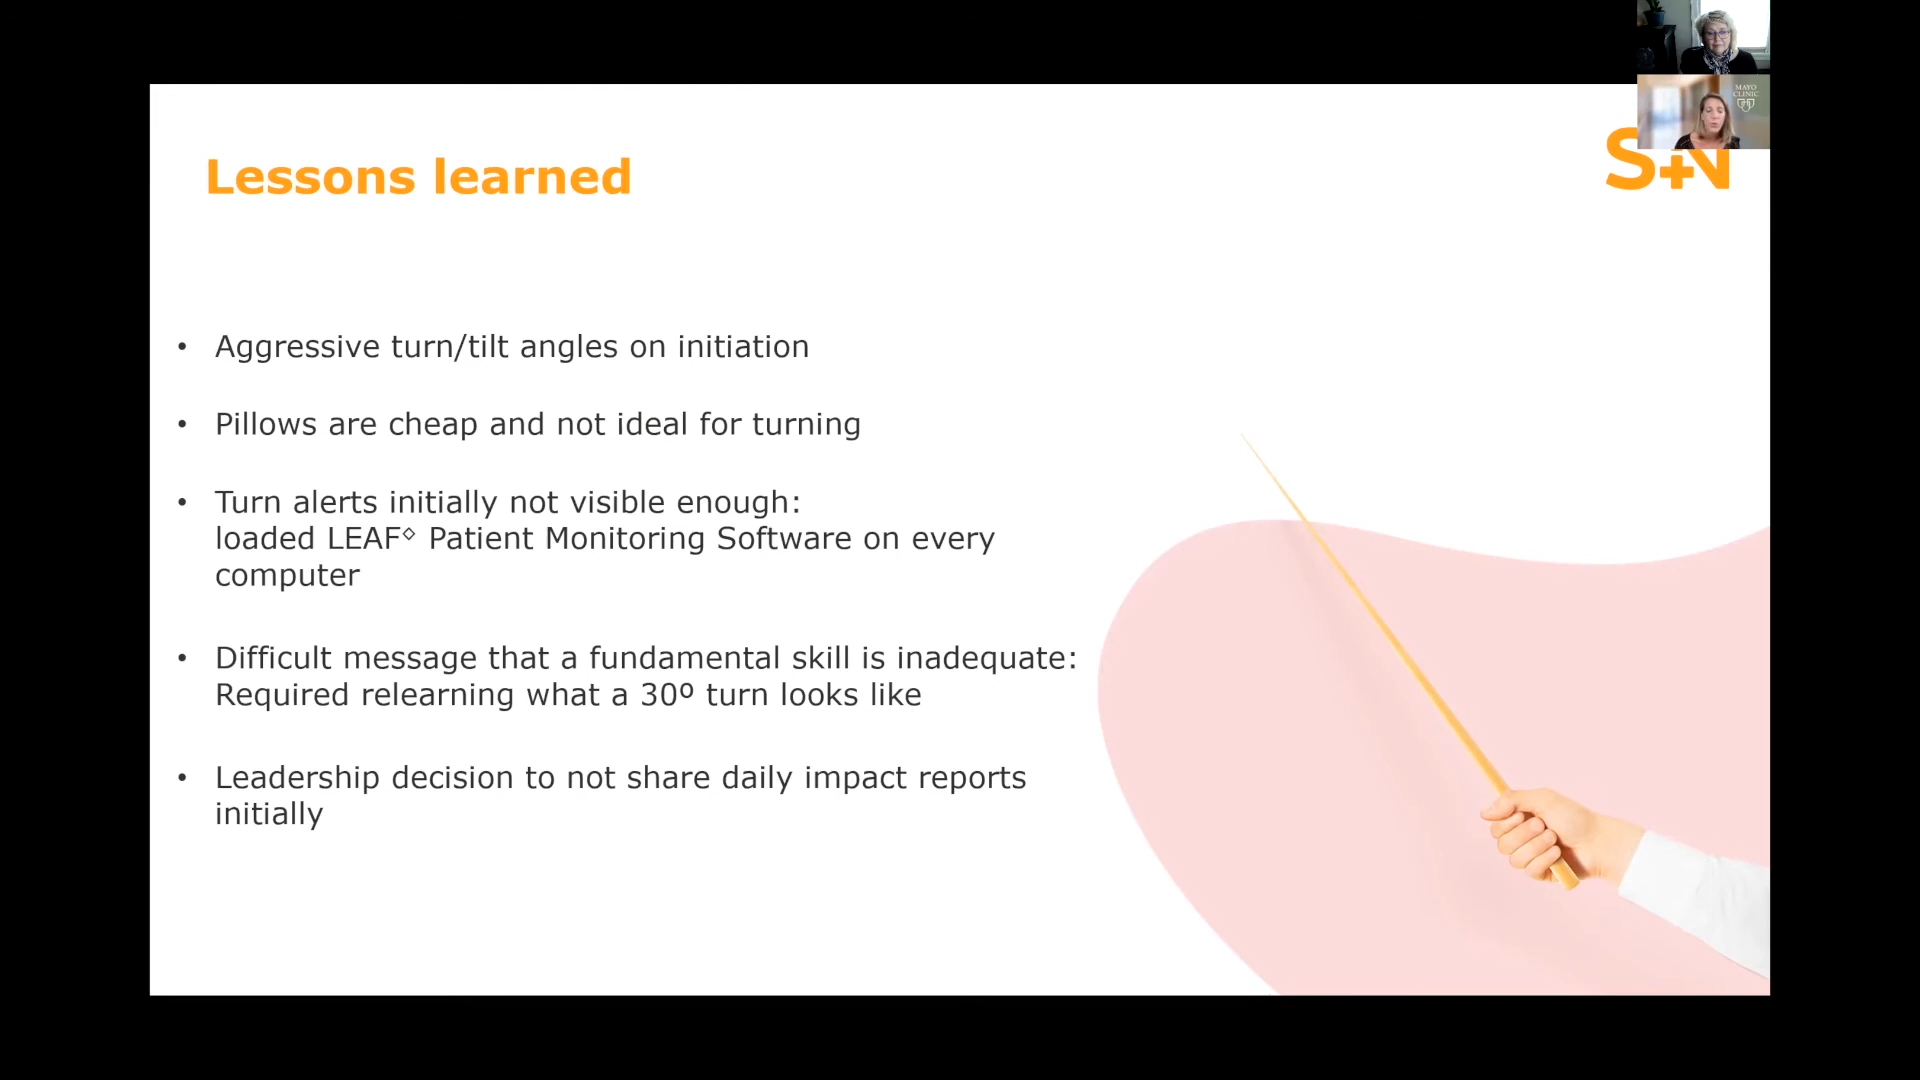 MAYO
CLINIC
S+N
Lessons learned
• Aggressive turn/tilt angles on initiation
• Pillows are cheap and not ideal for turning
• Turn alerts initially not visible enough:
loaded LEAF◊ Patient Monitoring Software on every
computer
• Difficult message that a fundamental skill is inadequate:
Required relearning what a 30º turn looks like
• Leadership decision to not share daily impact reports
initially